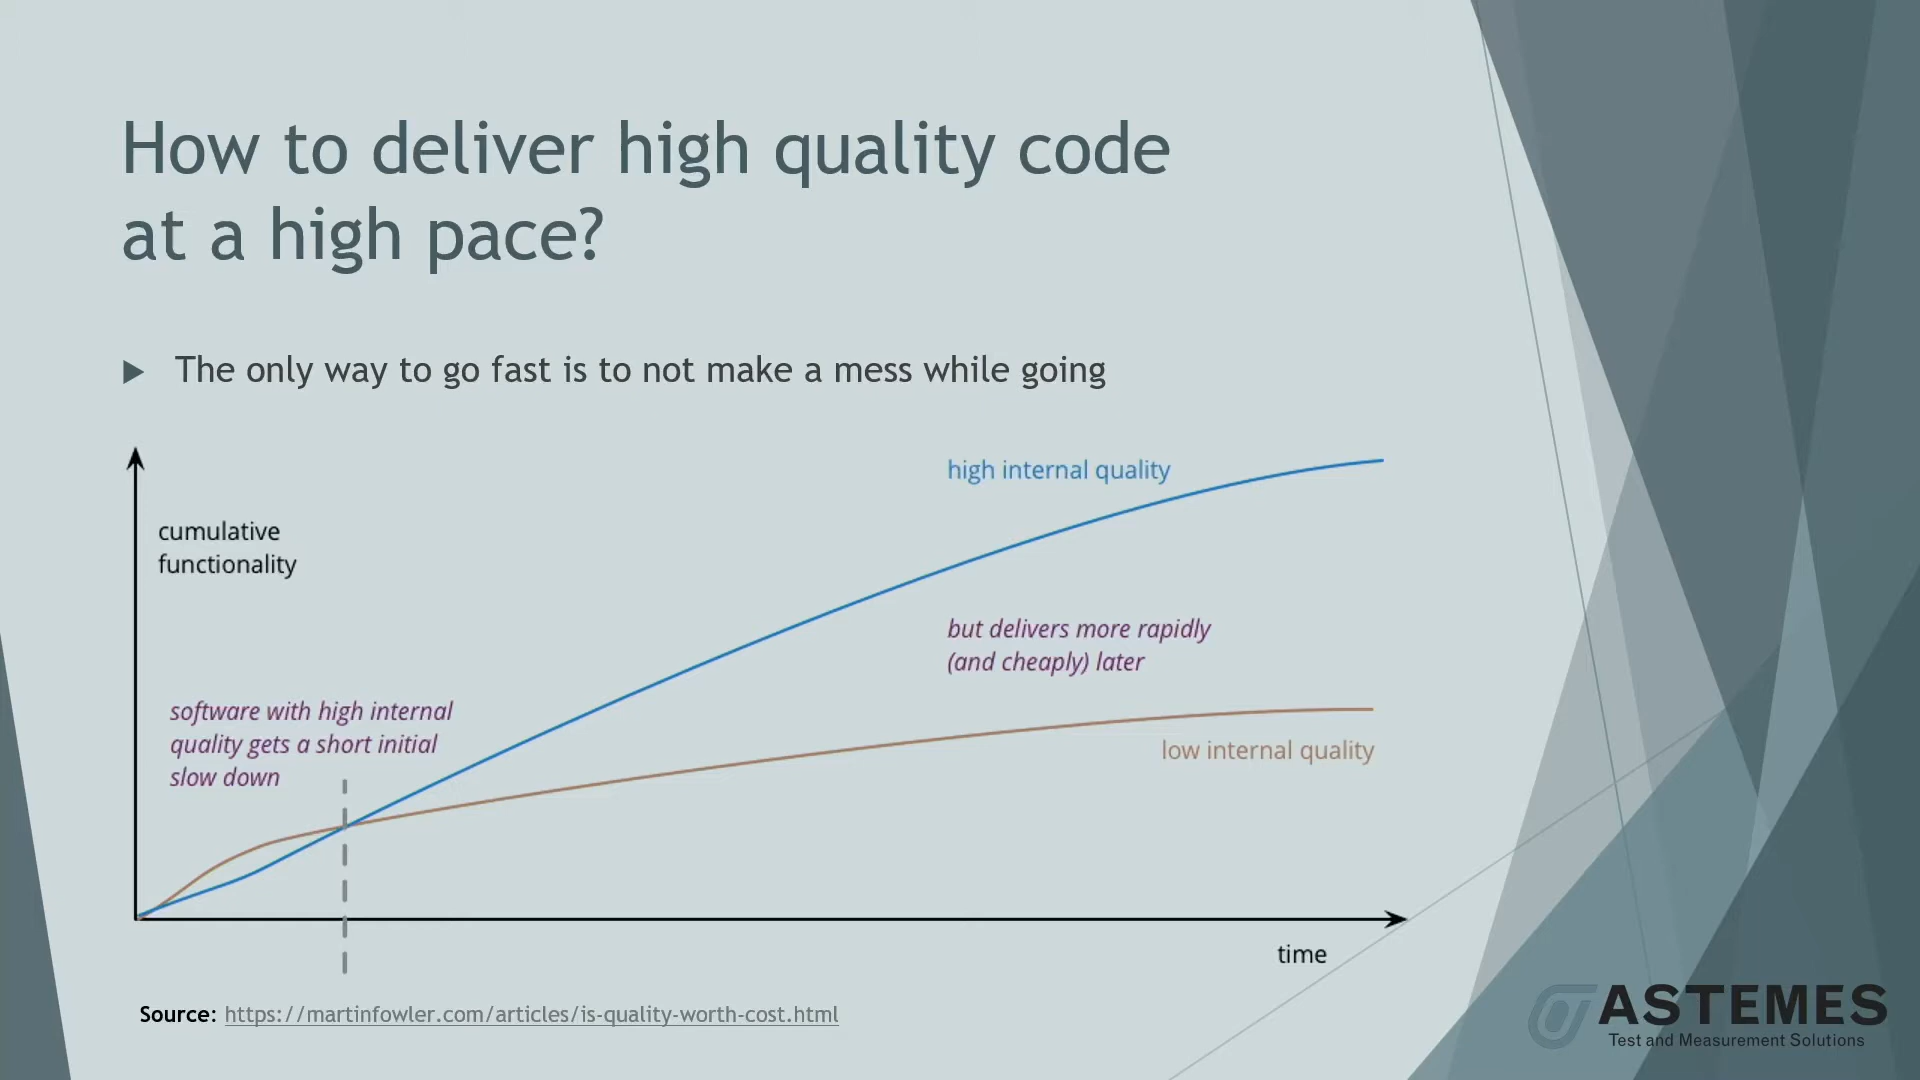 How to deliver high quality code
at a high pace?
The only way to go fast is to not make a mess while going
high internal quality
cumulative
functionality
but delivers more rapidly
(and cheaply) later
software with high internal
quality gets a short initial
slow down
low internal quality
time
Source: https://martinfowler.com/articles/is-quality-worth-cost.html
ASTEMES
Test and Measurement Solutions